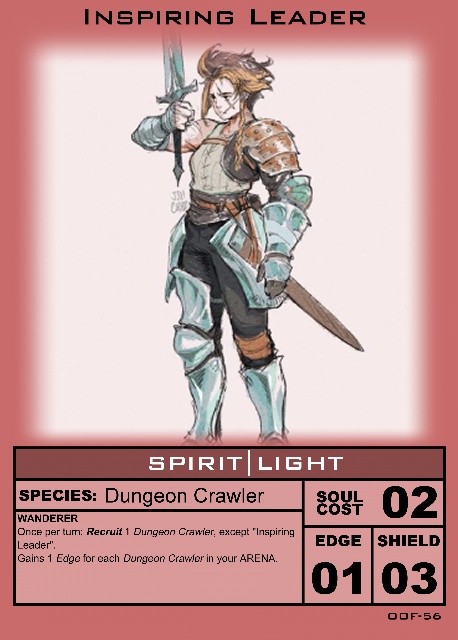 Inspiring Leader
SPIRIT|LIGHT
SPECIES: Dungeon Crawler
SOUL COST 02
WANDERER
Once per turn: Recruit 1 Dungeon Crawler, except "Inspiring
Leader".
Gains 1 Edge for each Dungeon Crawler in your ARENA.
EDGE SHIELD
01 03
OOF-56